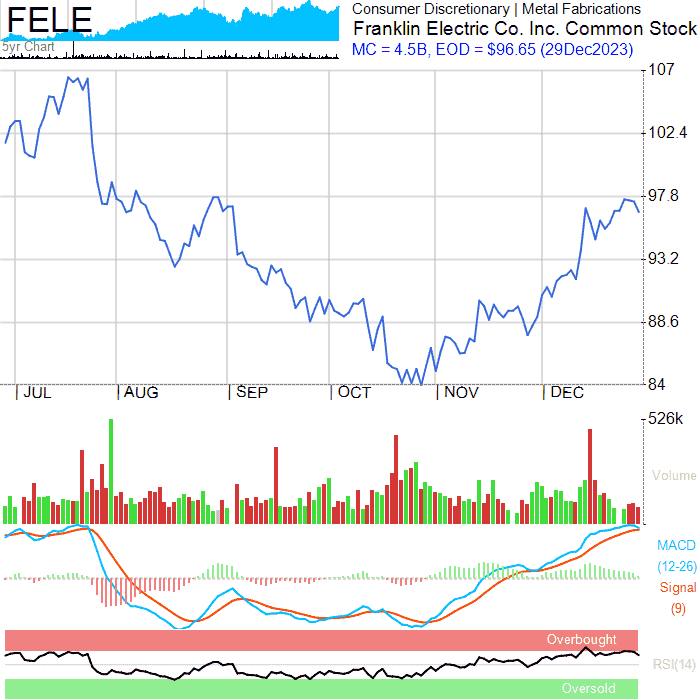 FELE
5yr Chart
Consumer Discretionary | Metal Fabrications
Franklin Electric Co. Inc. Common Stock
MC = 4.5B, EOD = $96.65 (29Dec2023)
107
102.4
97.8
93.2
88.6
84
| JUL | AUG | SEP | OCT | NOV | DEC
526k
Volume
MACD
(12-26)
Signal
(9)
Overbought
RSI(14)
Oversold